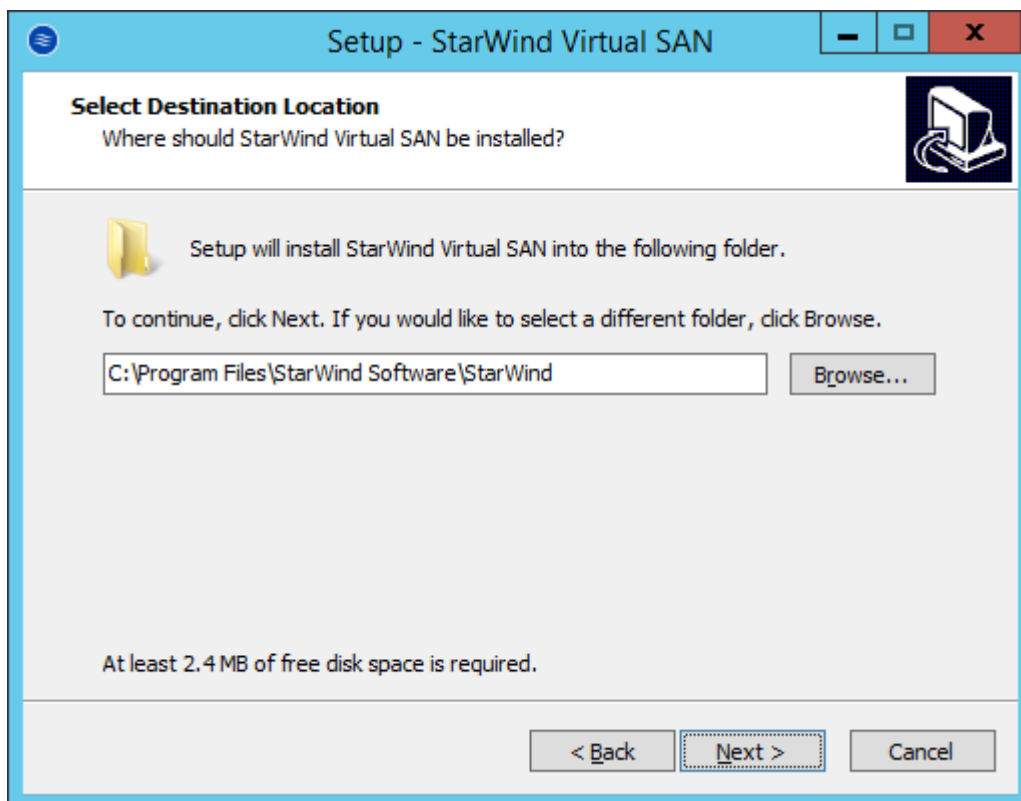 Setup - StarWind Virtual SAN
Select Destination Location
Where should StarWind Virtual SAN be installed?
Setup will install StarWind Virtual SAN into the following folder.
To continue, click Next. If you would like to select a different folder, click Browse.
C:\Program Files\StarWind Software\StarWind
Browse...
At least 2.4 MB of free disk space is required.
< Back
Next >
Cancel